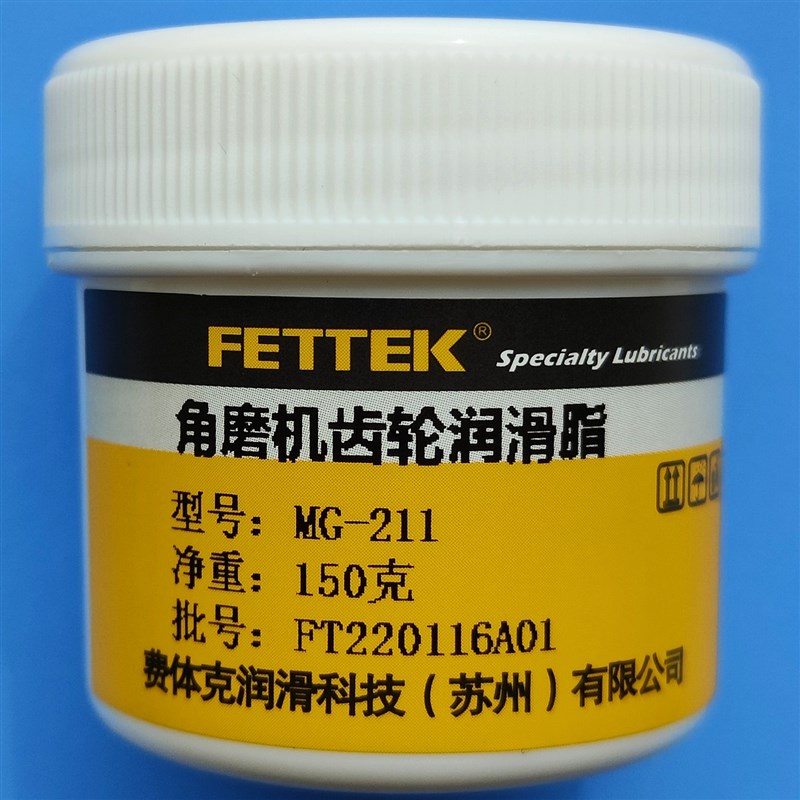 FETTEK® Specialty Lubricants
角磨机齿轮润滑脂
型号：MG-211
净重：150克
批号：FT220116A01
费体克润滑科技（苏州）有限公司